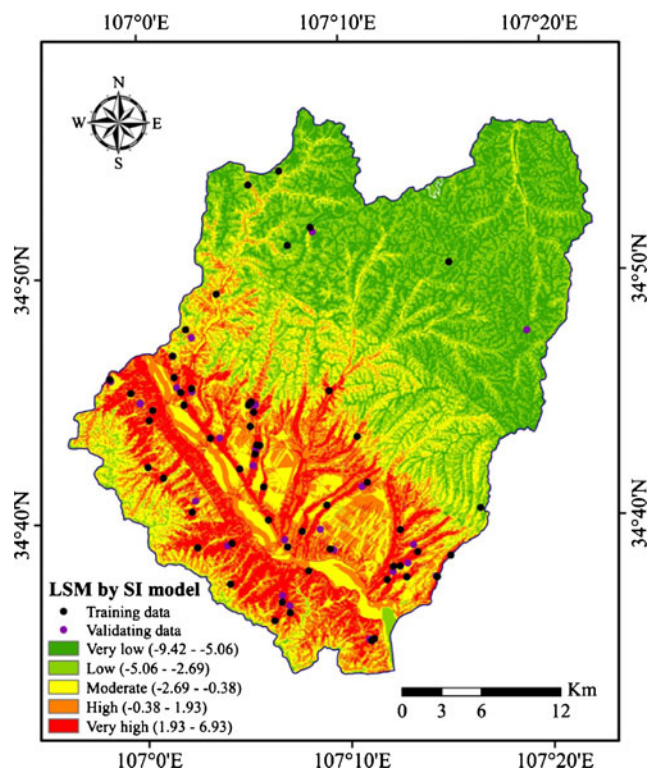 107°0'E 107°10'E 107°20'E
N
W E
S
34°50'N 34°50'N
34°40'N 34°40'N
LSM by SI model
Training data
Validating data
Very low (-9.42 - -5.06)
Low (-5.06 - -2.69)
Moderate (-2.69 - -0.38)
High (-0.38 - 1.93)
Very high (1.93 - 6.93)
Km
0 3 6 12
107°0'E 107°10'E 107°20'E